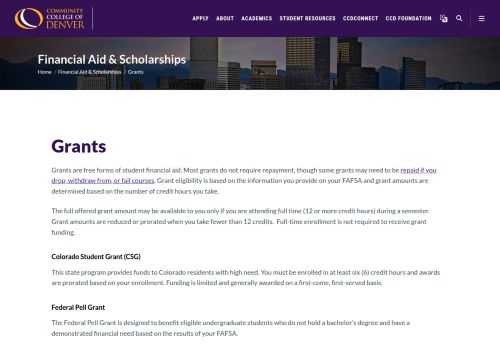 COMMUNITY
COLLEGE OF
DENVER
APPLY ABOUT ACADEMICS STUDENT RESOURCES CCDCONNECT CCD FOUNDATION
Financial Aid & Scholarships
Home / Financial Aid & Scholarships / Grants
Grants
Grants are free forms of student financial aid. Most grants do not require repayment, though some grants may need to be repaid if you
drop, withdraw from, or fail courses. Grant eligibility is based on the information you provide on your FAFSA and grant amounts are
determined based on the number of credit hours you take.
The full offered grant amount may be available to you only if you are attending full time (12 or more credit hours) during a semester.
Grant amounts are reduced or prorated when you take fewer than 12 credits. Full-time enrollment is not required to receive grant
funding.
Colorado Student Grant (CSG)
This state program provides funds to Colorado residents with high need. You must be enrolled in at least six (6) credit hours and awards
are prorated based on your enrollment. Funding is limited and generally awarded on a first-come, first-served basis.
Federal Pell Grant
The Federal Pell Grant is designed to benefit eligible undergraduate students who do not hold a bachelor's degree and have a
demonstrated financial need based on the results of your FAFSA.